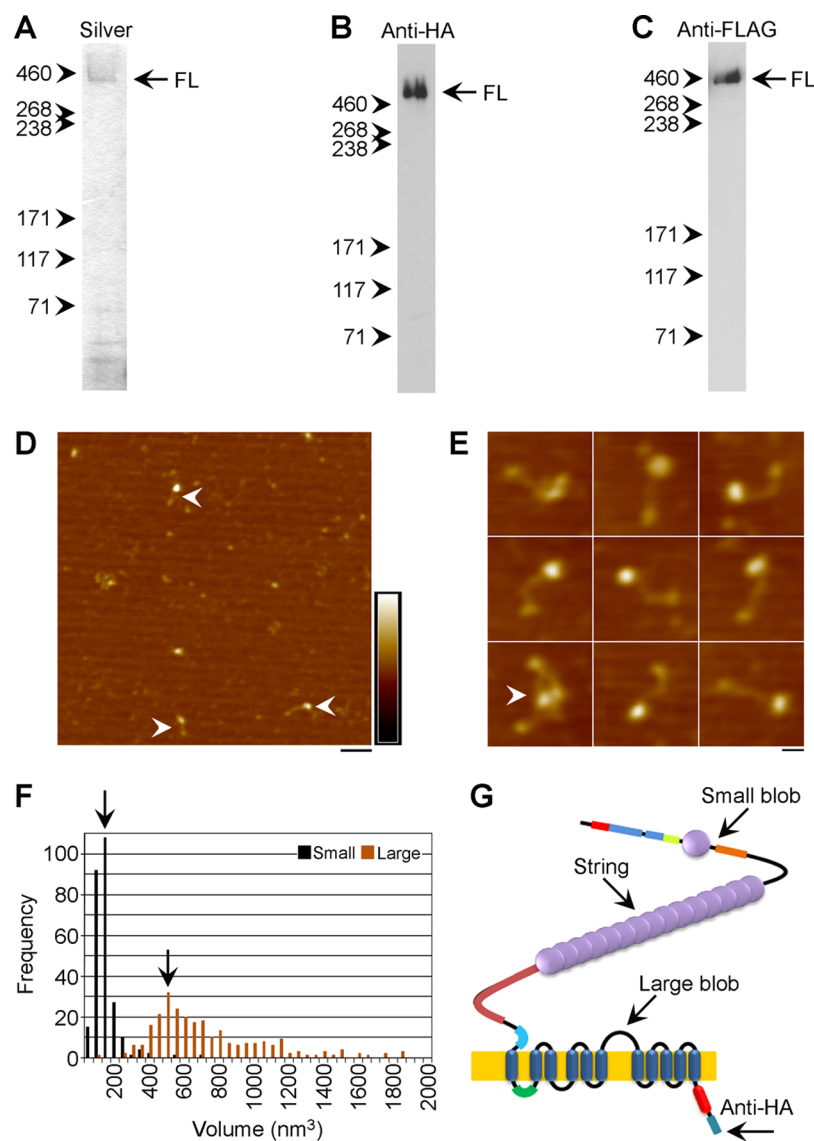 A
Silver
460
268
238
171
117
71
FL
B
Anti-HA
460
268
238
171
117
71
FL
C
Anti-FLAG
460
268
238
171
117
71
FL
D
E
F
Frequency
100
80
60
40
20
0
Small
Large
200
400
600
800
1000
1200
1400
1600
1800
2000
Volume (nm³)
G
Small blob
String
Large blob
Anti-HA